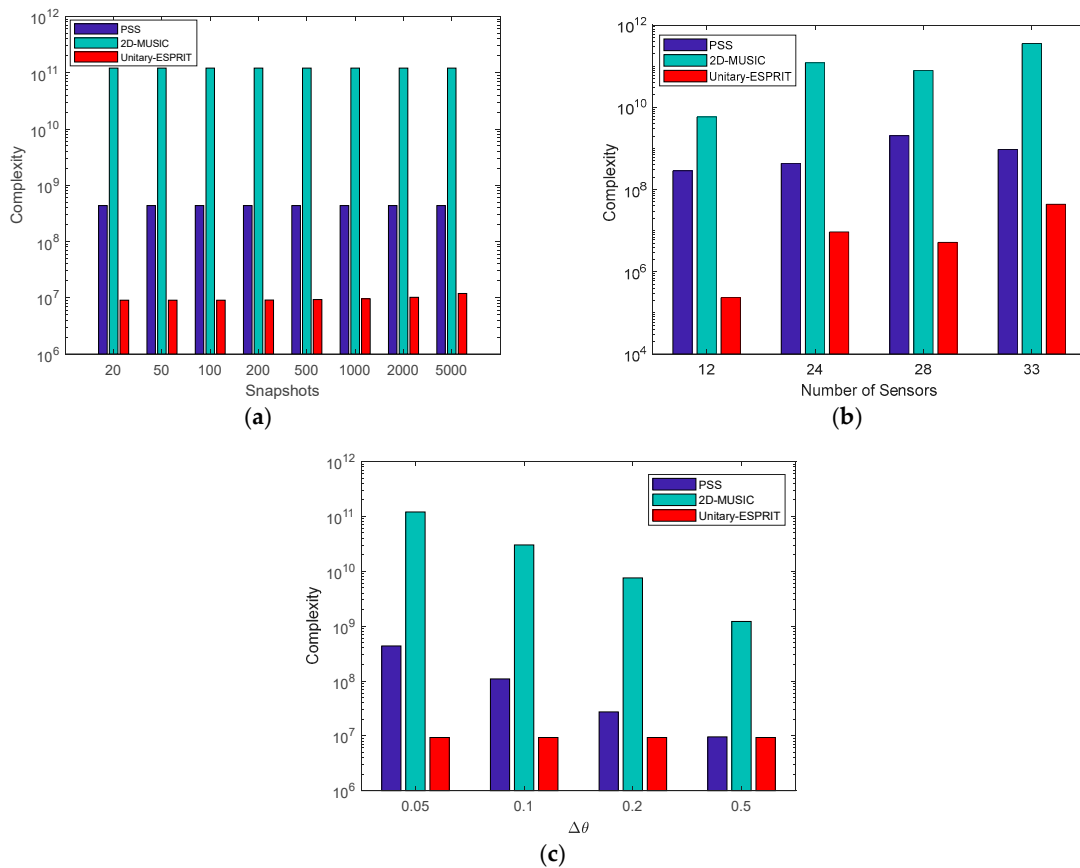 10^12
10^11
10^10
10^9
10^8
10^7
10^6
Complexity
PSS
2D-MUSIC
Unitary-ESPRIT
20 50 100 200 500 1000 2000 5000
Snapshots
(a)
10^12
10^10
10^8
10^6
10^4
Complexity
PSS
2D-MUSIC
Unitary-ESPRIT
12 24 28 33
Number of Sensors
(b)
10^12
10^11
10^10
10^9
10^8
10^7
10^6
Complexity
PSS
2D-MUSIC
Unitary-ESPRIT
0.05 0.1 0.2 0.5
Δθ
(c)